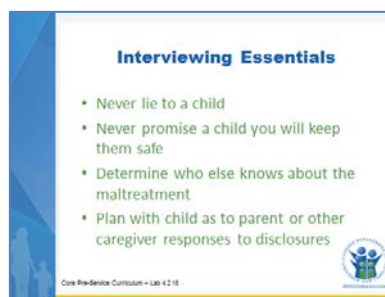 Interviewing Essentials
• Never lie to a child
• Never promise a child you will keep
them safe
• Determine who else knows about the
maltreatment
• Plan with child as to parent or other
caregiver responses to disclosures
Core Pre-Service Curriculum – Lab 4.2.16